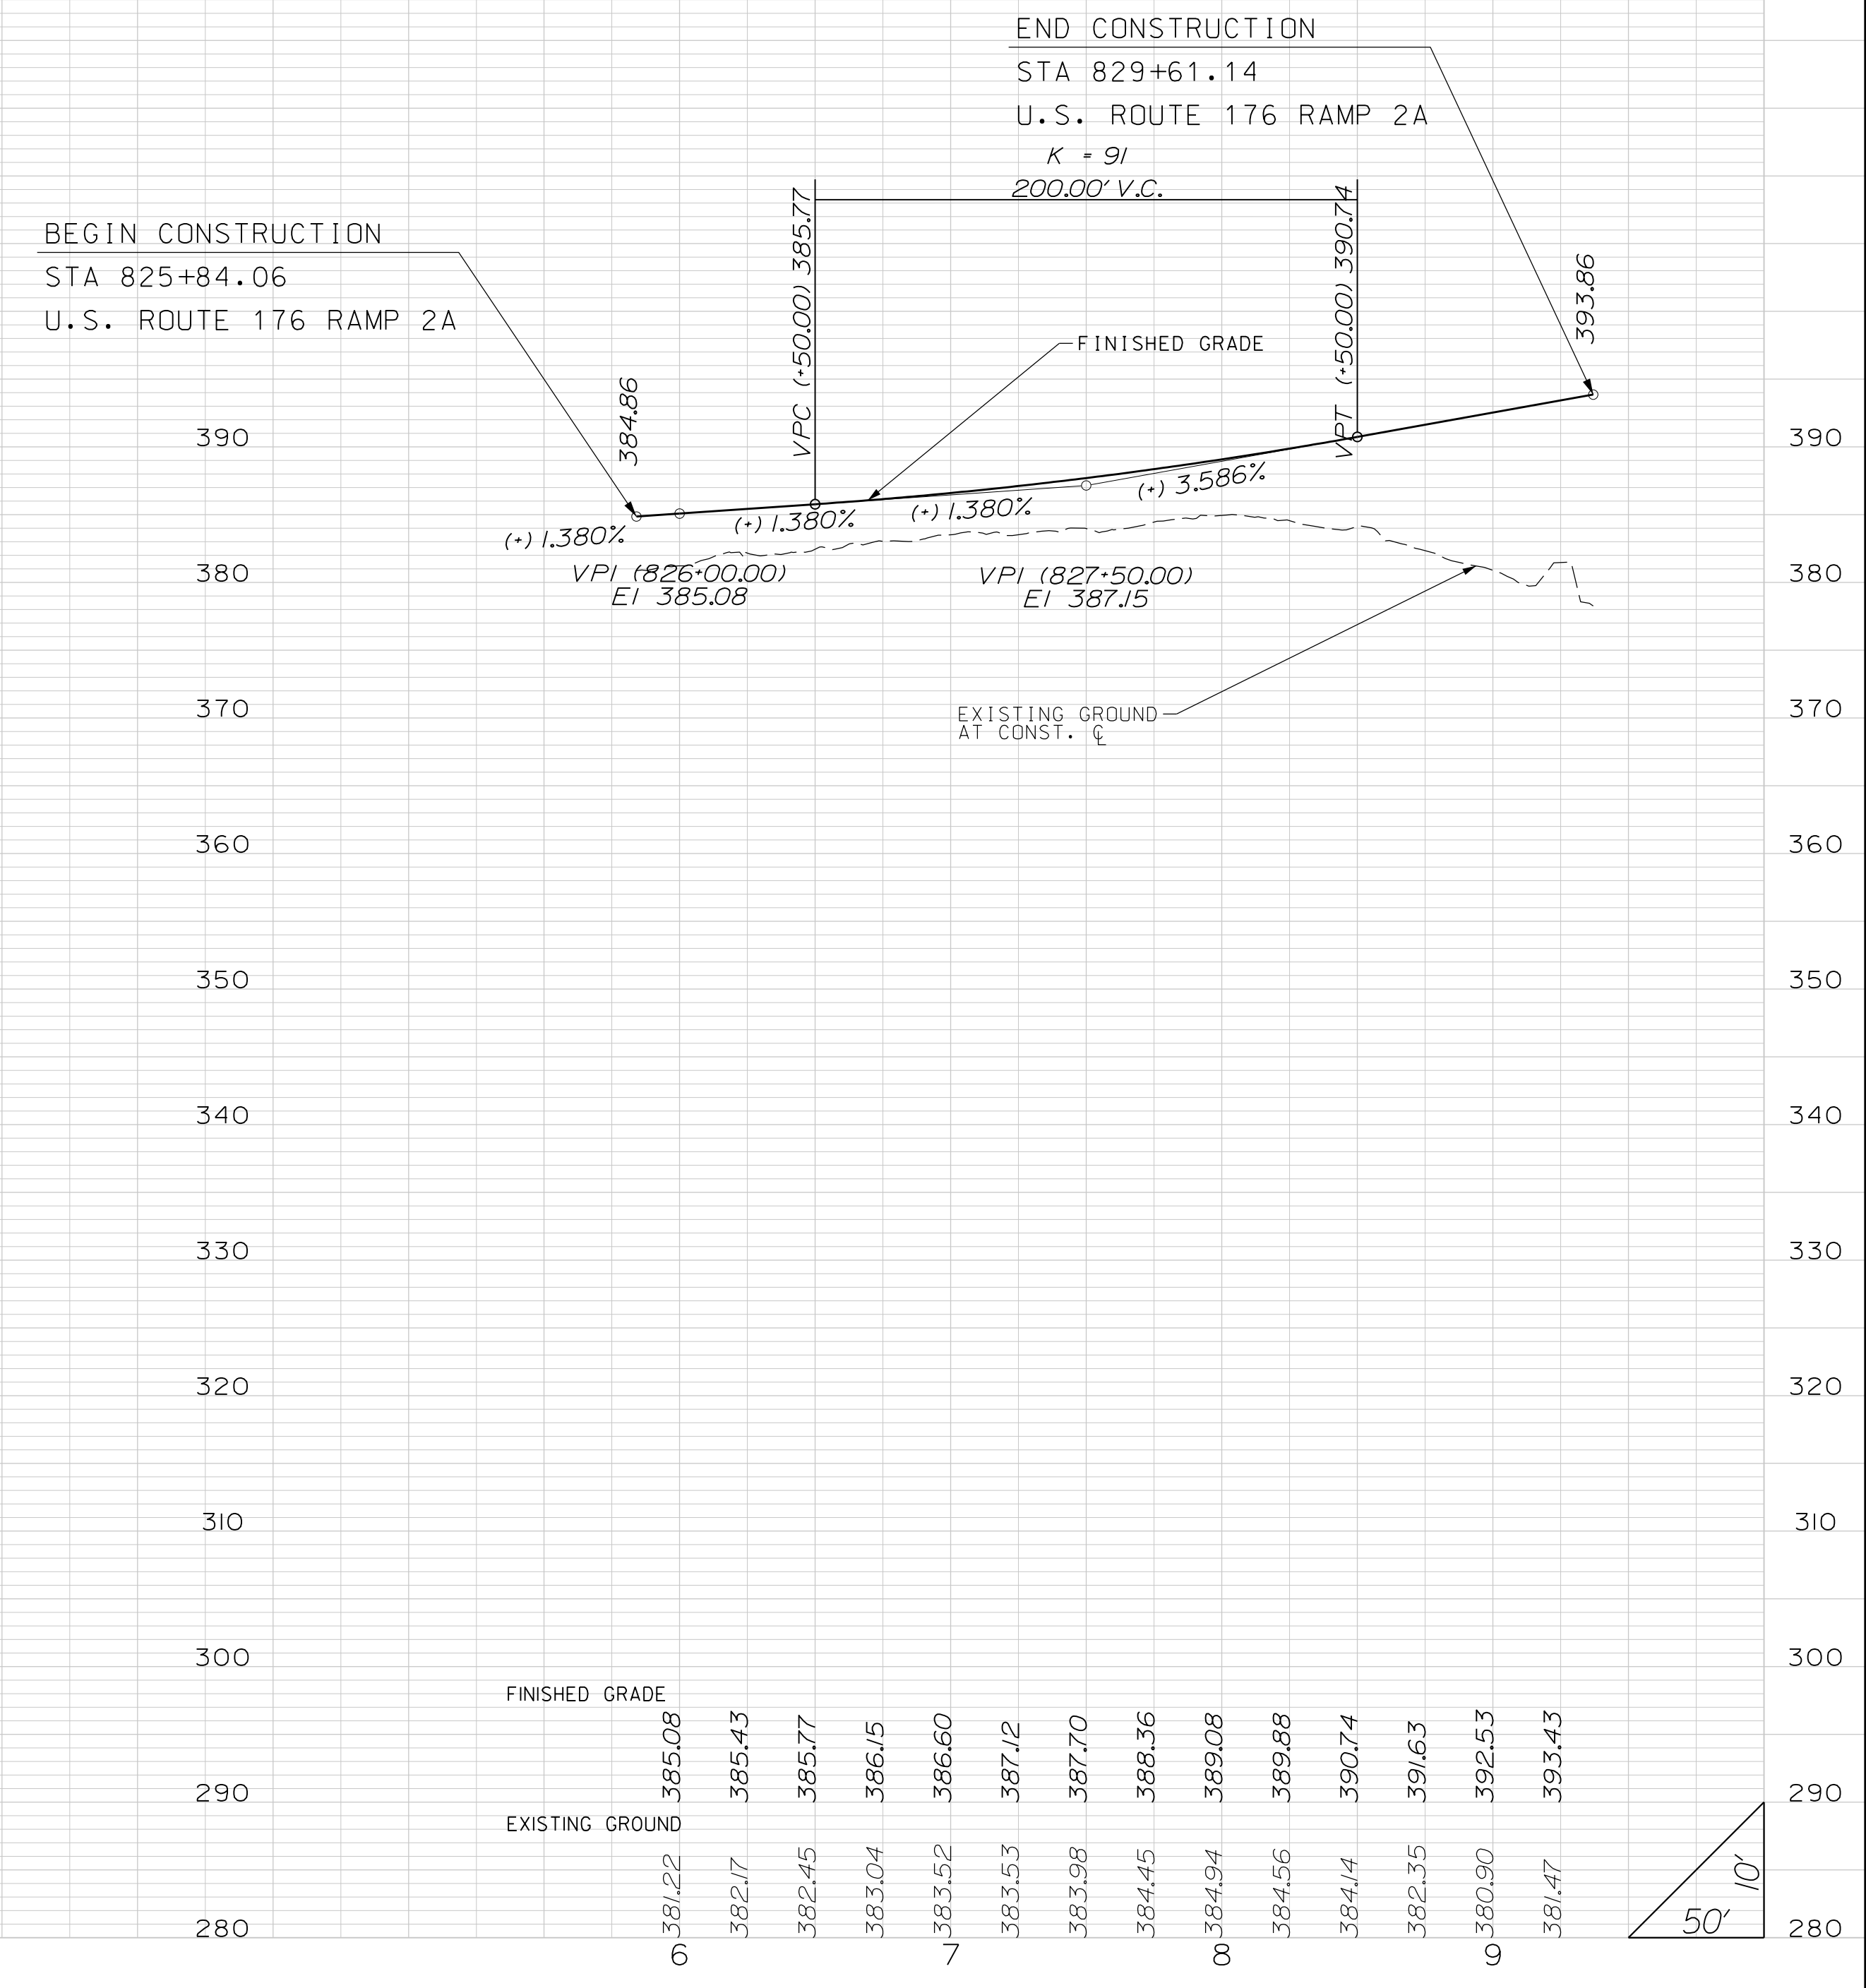 END CONSTRUCTION
STA 829+61.14
U.S. ROUTE 176 RAMP 2A
K = 91
200.00' V.C.
BEGIN CONSTRUCTION
STA 825+84.06
U.S. ROUTE 176 RAMP 2A
384.86
VPC (+50.00) 385.77
VPT (+50.00) 390.74
393.86
FINISHED GRADE
(+) 1.380%
(+) 1.380%
(+) 1.380%
(+) 3.586%
VPI (826+00.00)
El 385.08
VPI (827+50.00)
El 387.15
EXISTING GROUND
AT CONST. ℄
390 390
380 380
370 370
360 360
350 350
340 340
330 330
320 320
310 310
300 300
290 290
280 280
FINISHED GRADE
385.08 385.43 385.77 386.15 386.60 387.12 387.70 388.36 389.08 389.88 390.74 391.63 392.53 393.43
EXISTING GROUND
381.22 382.17 382.45 383.04 383.52 383.53 383.98 384.45 384.94 384.56 384.14 382.35 380.90 381.47
10'
50'
6 7 8 9